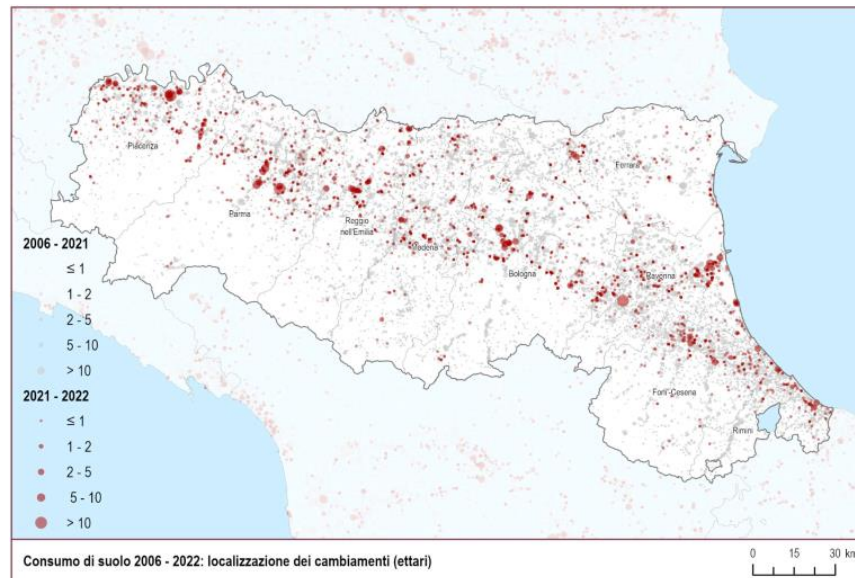 Piacenza
Ferrara
Parma
Reggio
nell'Emilia
Modena
Bologna
Ravenna
Forli'-Cesena
Rimini
2006 - 2021
≤ 1
1 - 2
2 - 5
5 - 10
> 10
2021 - 2022
≤ 1
1 - 2
2 - 5
5 - 10
> 10
Consumo di suolo 2006 - 2022: localizzazione dei cambiamenti (ettari)
0 15 30 km